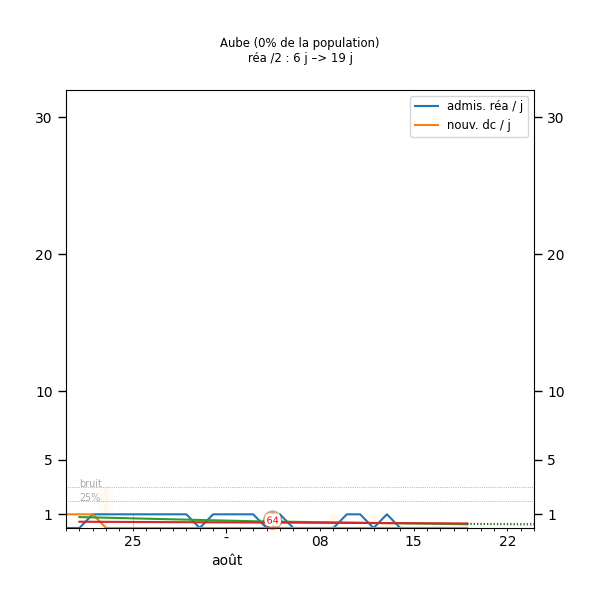 Aube (0% de la population)
réa /2 : 6 j –> 19 j
admis. réa / j
nouv. dc / j
30
30
20
20
10
10
5
5
bruit
25%
1
1
64
25
-
08
15
22
août